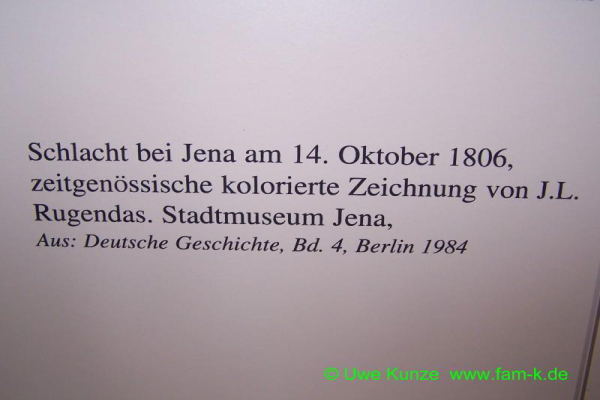 Schlacht bei Jena am 14. Oktober 1806,
zeitgenössische kolorierte Zeichnung von J.L.
Rugendas. Stadtmuseum Jena,
Aus: Deutsche Geschichte, Bd. 4, Berlin 1984
© Uwe Kunze www.fam-k.de